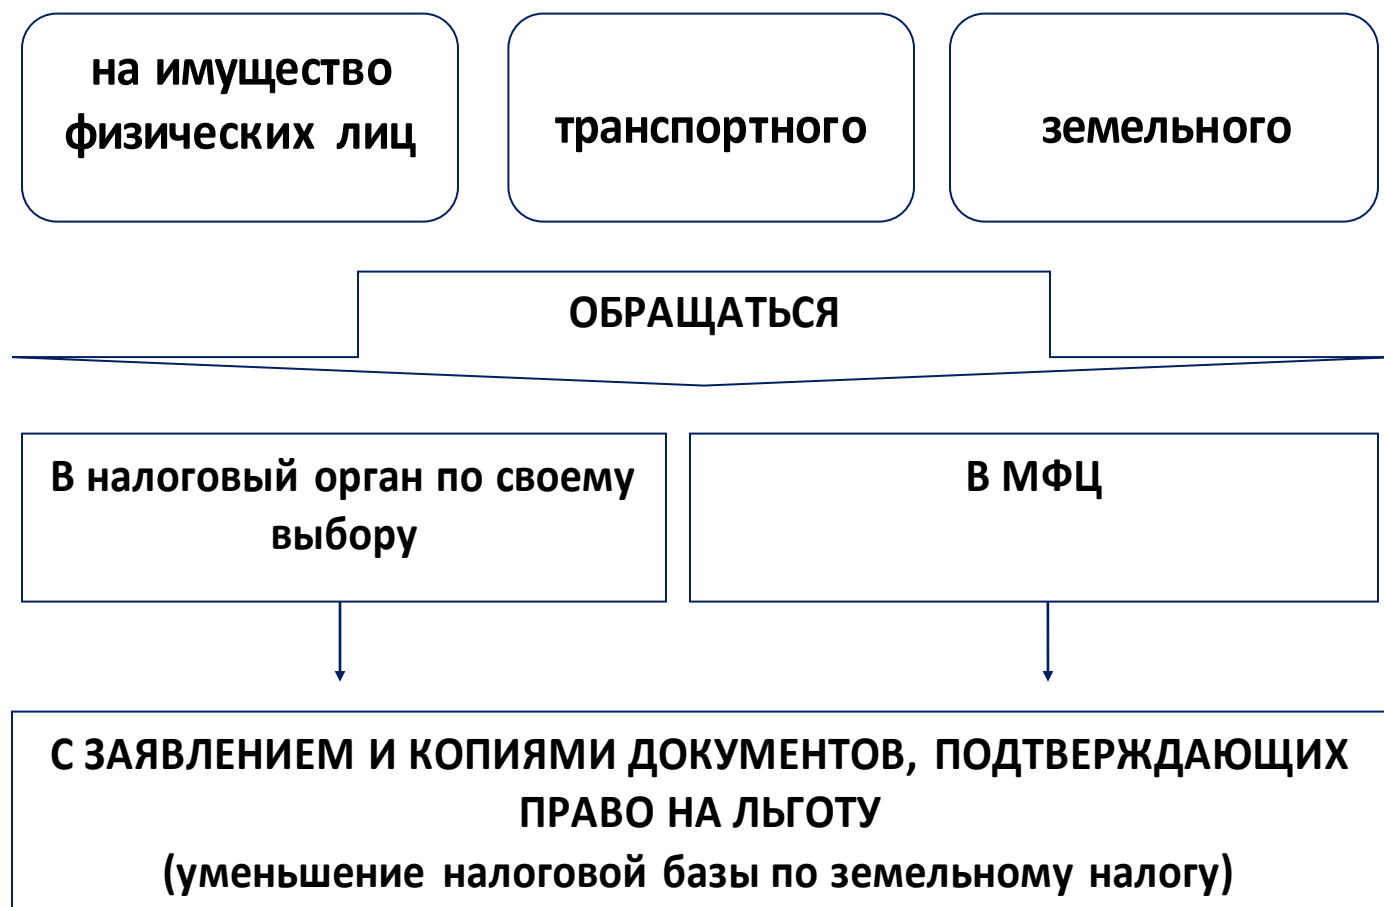 на имущество
физических лиц
транспортного
земельного
ОБРАЩАТЬСЯ
В налоговый орган по своему
выбору
В МФЦ
С ЗАЯВЛЕНИЕМ И КОПИЯМИ ДОКУМЕНТОВ, ПОДТВЕРЖДАЮЩИХ
ПРАВО НА ЛЬГОТУ
(уменьшение налоговой базы по земельному налогу)